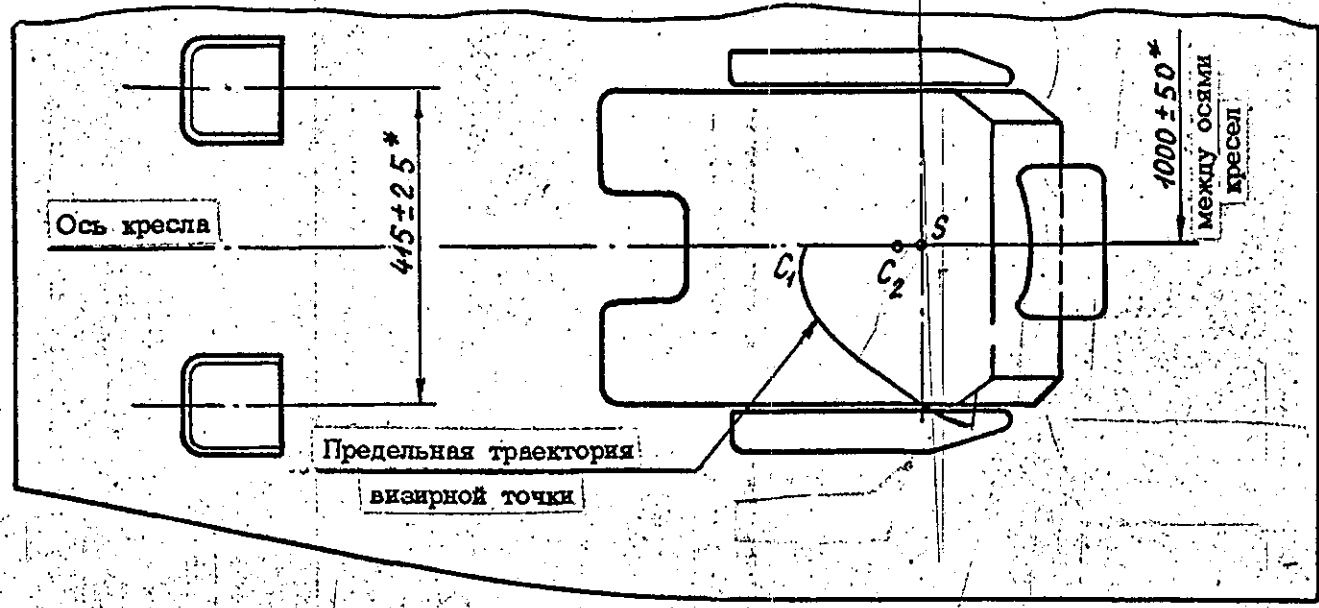 Ось кресла
415±25*
1000±50*
между осями
кресел
S
C₁
C₂
Предельная траектория
визирной точки